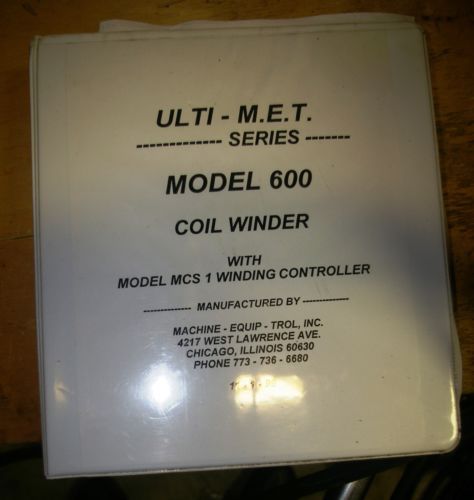 ULTI - M.E.T.
------------- SERIES -------
MODEL 600
COIL WINDER
WITH
MODEL MCS 1 WINDING CONTROLLER
-------------- MANUFACTURED BY --------------
MACHINE - EQUIP - TROL, INC.
4217 WEST LAWRENCE AVE.
CHICAGO, ILLINOIS 60630
PHONE 773 - 736 - 6680